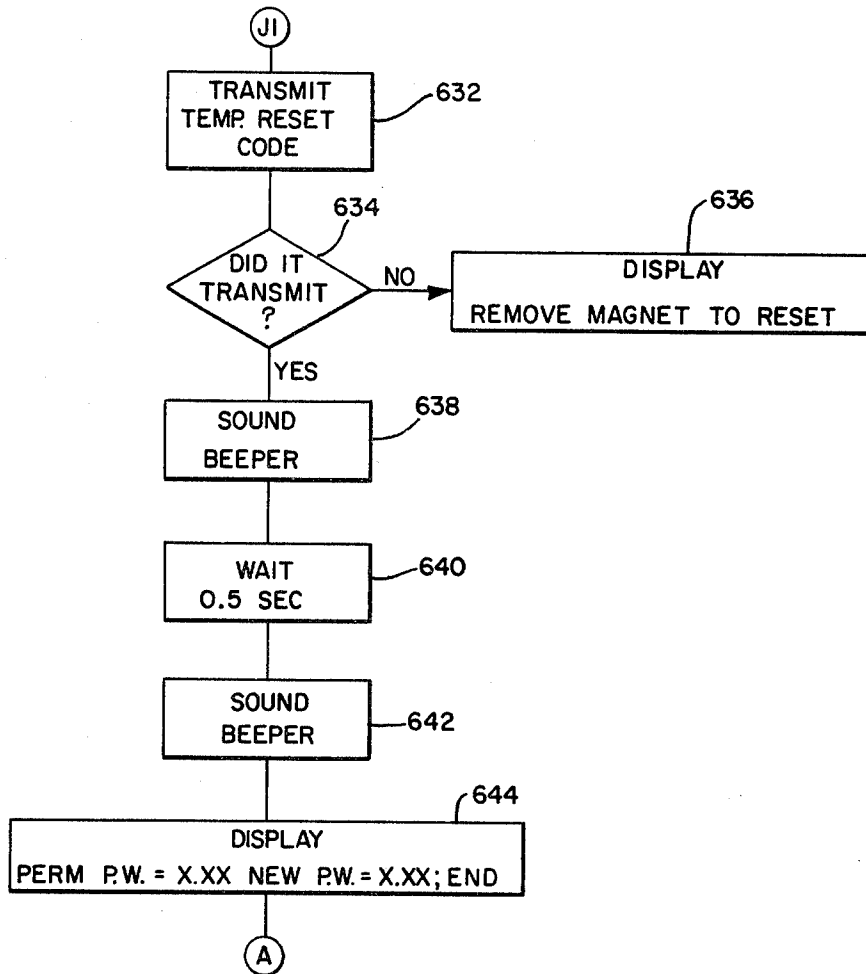 J1
TRANSMIT
TEMP. RESET
CODE
632
634
DID IT
TRANSMIT
?
NO
636
DISPLAY
REMOVE MAGNET TO RESET
YES
SOUND
BEEPER
638
WAIT
0.5 SEC
640
SOUND
BEEPER
642
644
DISPLAY
PERM P.W. = X.XX NEW P.W. = X.XX; END
A